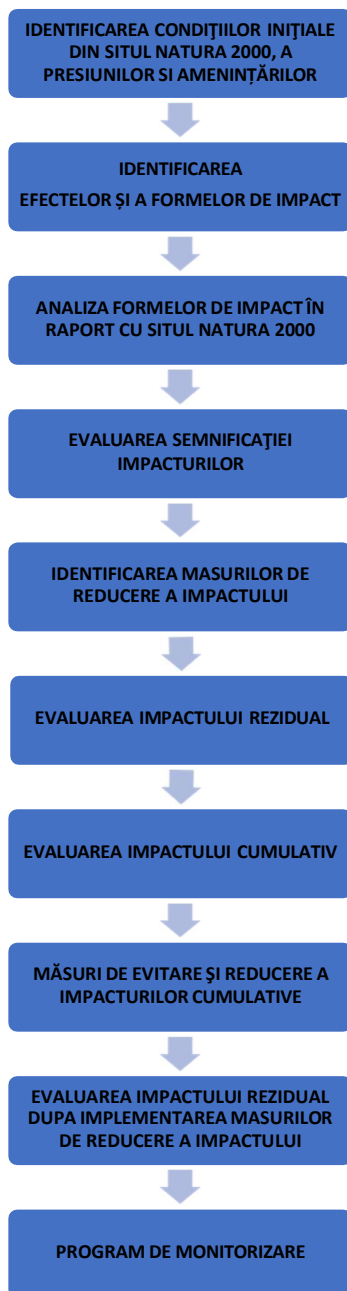 IDENTIFICAREA CONDIŢIILOR INIŢIALE
DIN SITUL NATURA 2000, A
PRESIUNILOR SI AMENINȚĂRILOR
IDENTIFICAREA
EFECTELOR ȘI A FORMELOR DE IMPACT
ANALIZA FORMELOR DE IMPACT ÎN
RAPORT CU SITUL NATURA 2000
EVALUAREA SEMNIFICAŢIEI
IMPACTURILOR
IDENTIFICAREA MASURILOR DE
REDUCERE A IMPACTULUI
EVALUAREA IMPACTULUI REZIDUAL
EVALUAREA IMPACTULUI CUMULATIV
MĂSURI DE EVITARE ŞI REDUCERE A
IMPACTURILOR CUMULATIVE
EVALUAREA IMPACTULUI REZIDUAL
DUPA IMPLEMENTAREA MASURILOR
DE REDUCERE A IMPACTULUI
PROGRAM DE MONITORIZARE